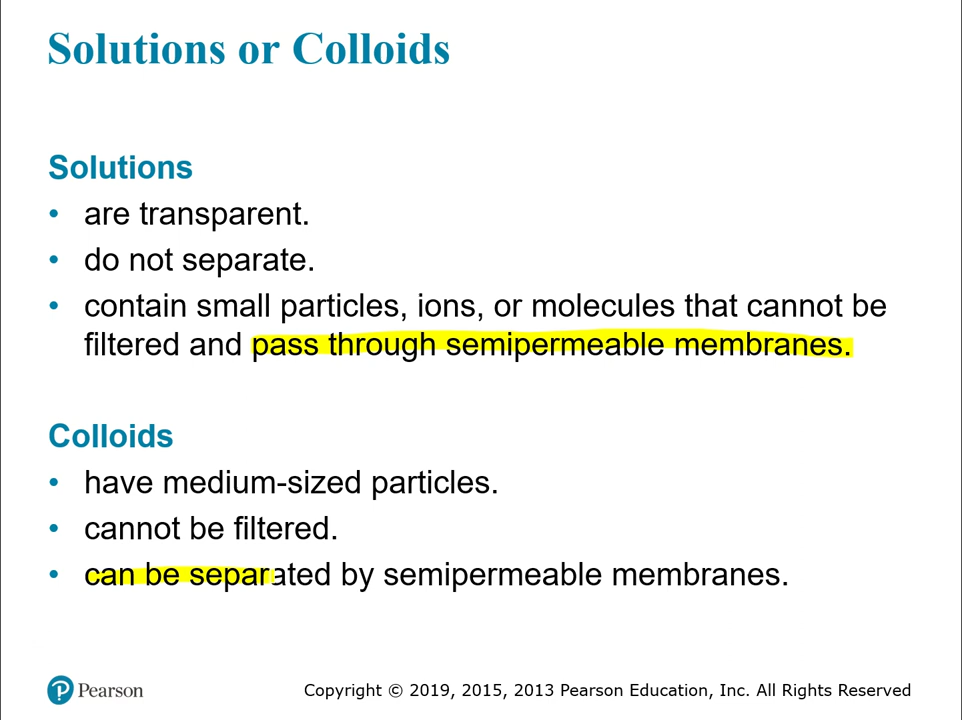 Solutions or Colloids
Solutions
• are transparent.
• do not separate.
• contain small particles, ions, or molecules that cannot be
filtered and pass through semipermeable membranes.
Colloids
• have medium-sized particles.
• cannot be filtered.
• can be separated by semipermeable membranes.
Pearson
Copyright © 2019, 2015, 2013 Pearson Education, Inc. All Rights Reserved